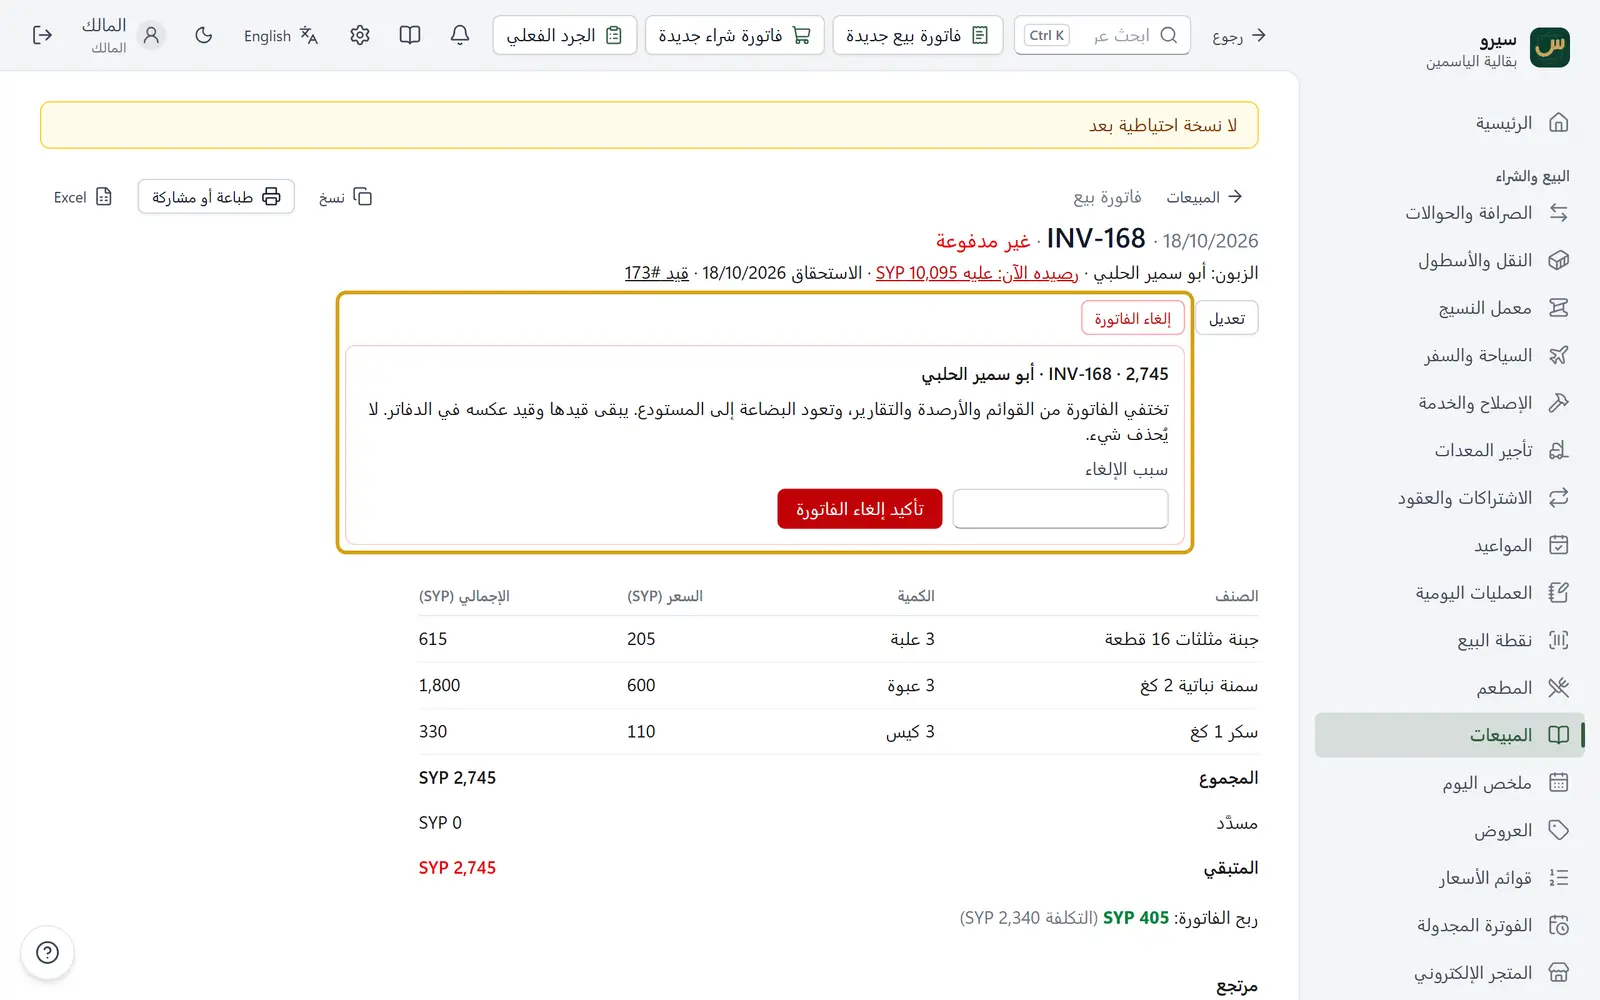 سيرو
بقالية الياسمين
رجوع
ابحث عر
Ctrl K
فاتورة بيع جديدة
فاتورة شراء جديدة
الجرد الفعلي
English
المالك
المالك
الرئيسية
البيع والشراء
الصرافة والحوالات
النقل والأسطول
معمل النسيج
السياحة والسفر
الإصلاح والخدمة
تأجير المعدات
الاشتراكات والعقود
المواعيد
العمليات اليومية
نقطة البيع
المطعم
المبيعات
ملخص اليوم
العروض
قوائم الأسعار
الفوترة المجدولة
المتجر الإلكتروني
لا نسخة احتياطية بعد
المبيعات
فاتورة بيع
نسخ
طباعة أو مشاركة
Excel
18/10/2026 · INV-168 · غير مدفوعة
الزبون: أبو سمير الحلبي · رصيده الآن: عليه SYP 10,095 · الاستحقاق 18/10/2026 · قيد #173
تعديل
إلغاء الفاتورة
2,745 · INV-168 · أبو سمير الحلبي
تختفي الفاتورة من القوائم والأرصدة والتقارير، وتعود البضاعة إلى المستودع. يبقى قيدها وقيد عكسه في الدفاتر. لا
يُحذف شيء.
سبب الإلغاء
تأكيد إلغاء الفاتورة
الصنف الكمية السعر (SYP) الإجمالي (SYP)
جبنة مثلثات 16 قطعة 3 علبة 205 615
سمنة نباتية 2 كغ 3 عبوة 600 1,800
سكر 1 كغ 3 كيس 110 330
المجموع SYP 2,745
مسدَّد SYP 0
المتبقي SYP 2,745
ربح الفاتورة: SYP 405 (التكلفة SYP 2,340)
مرتجع